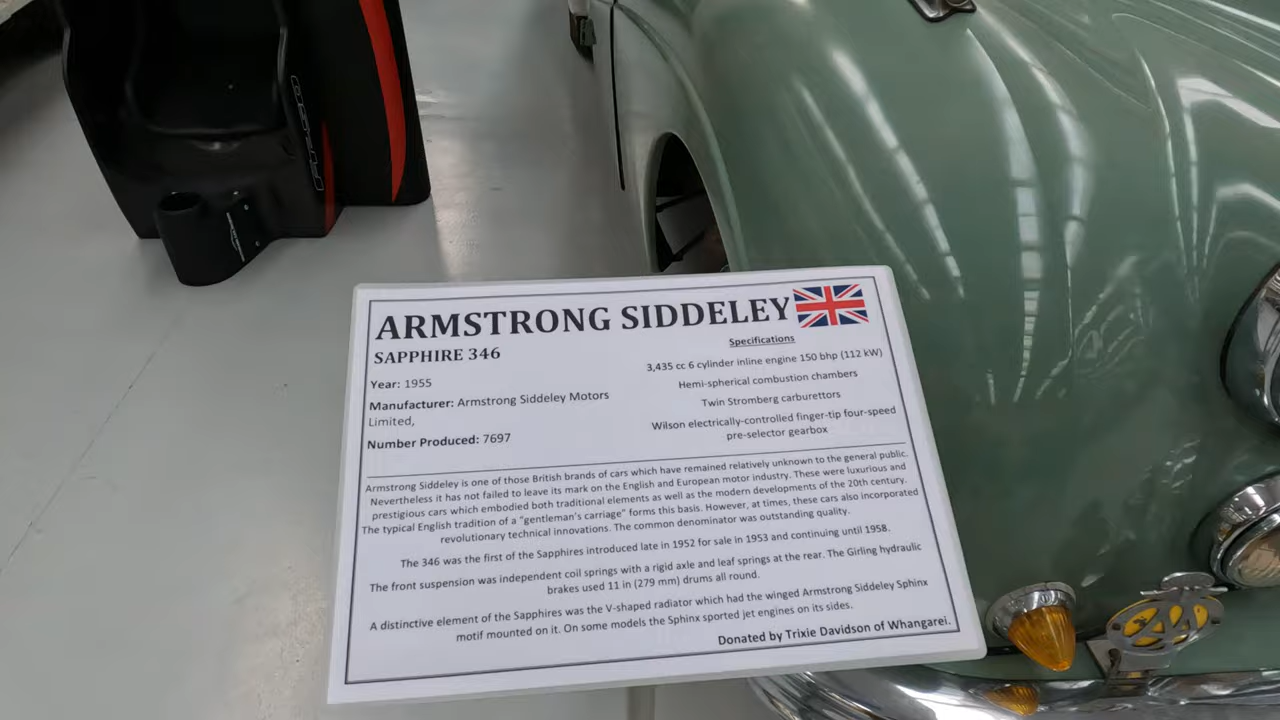 ARMSTRONG SIDDELEY
SAPPHIRE 346
Year: 1955
Manufacturer: Armstrong Siddeley Motors
Limited,
Number Produced: 7697
Specifications
3,435 cc 6 cylinder inline engine 150 bhp (112 kW)
Hemi-spherical combustion chambers
Twin Stromberg carburettors
Wilson electrically-controlled finger-tip four-speed
pre-selector gearbox
Armstrong Siddeley is one of those British brands of cars which have remained relatively unknown to the general public.
Nevertheless it has not failed to leave its mark on the English and European motor industry. These were luxurious and
prestigious cars which embodied both traditional elements as well as the modern developments of the 20th century.
The typical English tradition of a "gentleman's carriage" forms this basis. However, at times, these cars also incorporated
revolutionary technical innovations. The common denominator was outstanding quality.
The 346 was the first of the Sapphires introduced late in 1952 for sale in 1953 and continuing until 1958.
The front suspension was independent coil springs with a rigid axle and leaf springs at the rear. The Girling hydraulic
brakes used 11 in (279 mm) drums all round.
A distinctive element of the Sapphires was the V-shaped radiator which had the winged Armstrong Siddeley Sphinx
motif mounted on it. On some models the Sphinx sported jet engines on its sides.
Donated by Trixie Davidson of Whangarei.
AA